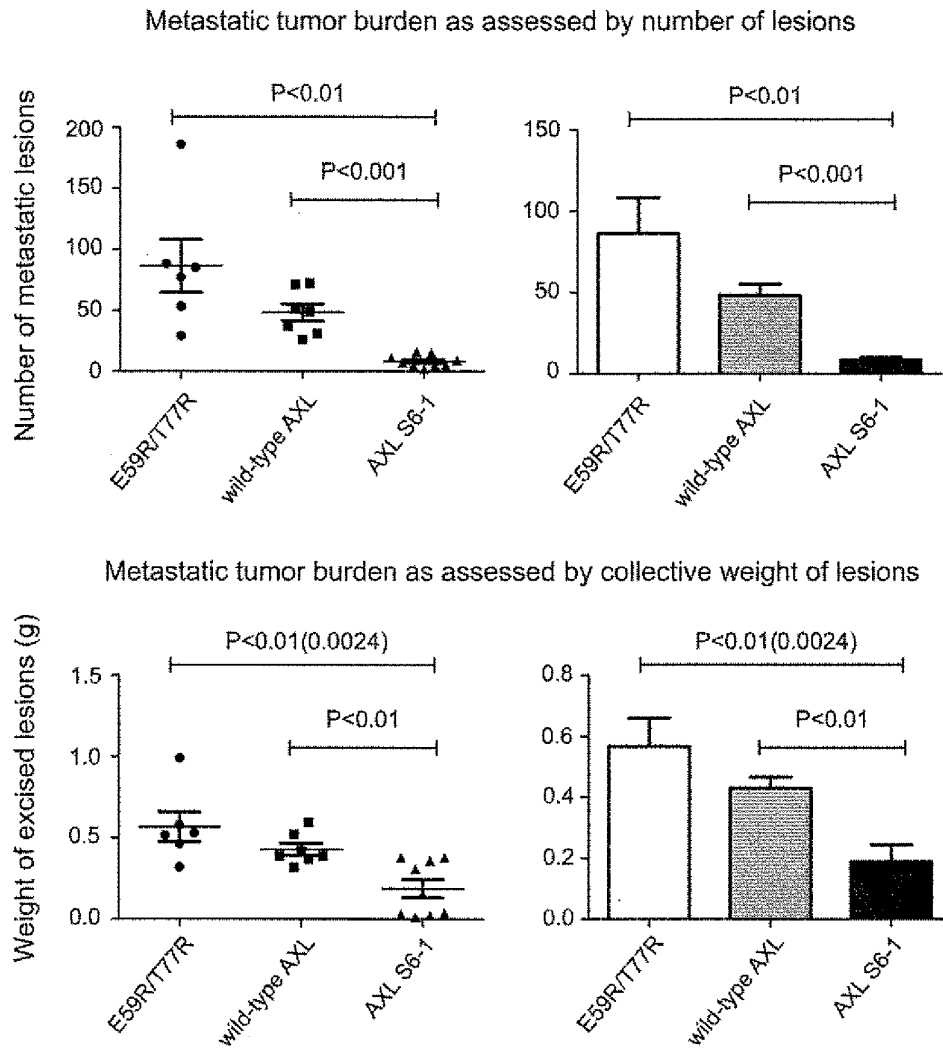 Metastatic tumor burden as assessed by number of lesions
Number of metastatic lesions
P<0.01
P<0.001
200
150
100
50
0
E59R/T77R
wild-type AXL
AXL S6-1
P<0.01
P<0.001
150
100
50
0
E59R/T77R
wild-type AXL
AXL S6-1
Metastatic tumor burden as assessed by collective weight of lesions
Weight of excised lesions (g)
P<0.01(0.0024)
P<0.01
1.5
1.0
0.5
0.0
E59R/T77R
wild-type AXL
AXL S6-1
P<0.01(0.0024)
P<0.01
0.8
0.6
0.4
0.2
0.0
E59R/T77R
wild-type AXL
AXL S6-1